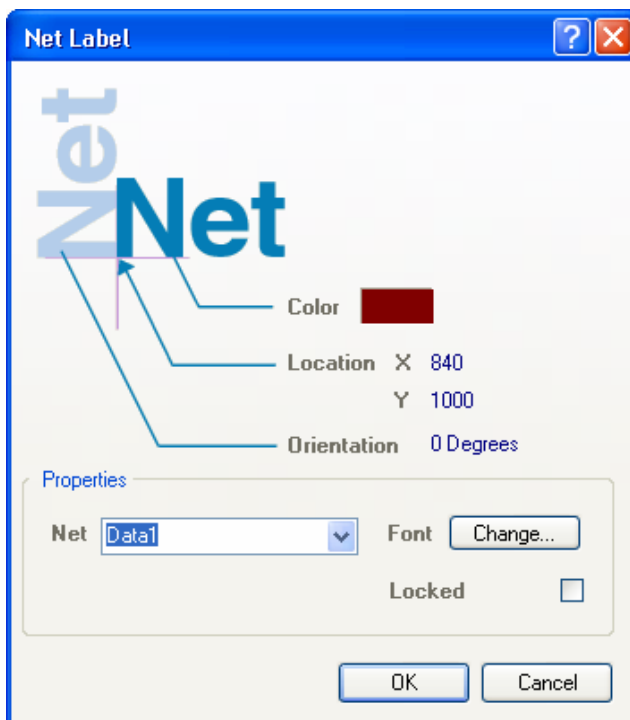 Net Label
Net
Net
Color
Location X 840
Y 1000
Orientation 0 Degrees
Properties
Net Data1 Font Change...
Locked
OK Cancel